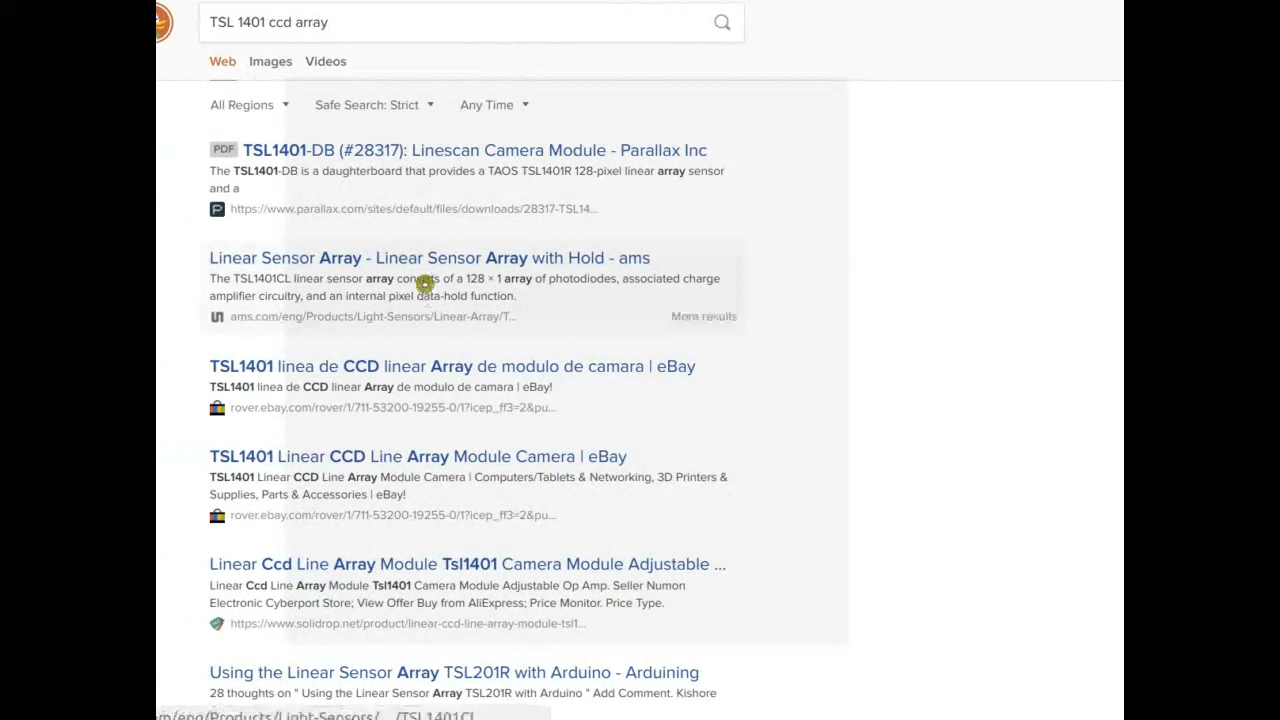 TSL 1401 ccd array
Web Images Videos
All Regions Safe Search: Strict Any Time
PDF TSL1401-DB (#28317): Linescan Camera Module - Parallax Inc
The TSL1401-DB is a daughterboard that provides a TAOS TSL1401R 128-pixel linear array sensor
and a
https://www.parallax.com/sites/default/files/downloads/28317-TSL14...
Linear Sensor Array - Linear Sensor Array with Hold - ams
The TSL1401CL linear sensor array consists of a 128 × 1 array of photodiodes, associated charge
amplifier circuitry, and an internal pixel data-hold function.
ams.com/eng/Products/Light-Sensors/Linear-Array/T... More results
TSL1401 linea de CCD linear Array de modulo de camara | eBay
TSL1401 linea de CCD linear Array de modulo de camara | eBay!
rover.ebay.com/rover/1/711-53200-19255-0/1?icep_ff3=2&pu...
TSL1401 Linear CCD Line Array Module Camera | eBay
TSL1401 Linear CCD Line Array Module Camera | Computers/Tablets & Networking, 3D Printers &
Supplies, Parts & Accessories | eBay!
rover.ebay.com/rover/1/711-53200-19255-0/1?icep_ff3=2&pu...
Linear Ccd Line Array Module Tsl1401 Camera Module Adjustable ...
Linear Ccd Line Array Module Tsl1401 Camera Module Adjustable Op Amp. Seller Numon
Electronic Cyberport Store; View Offer Buy from AliExpress; Price Monitor. Price Type.
https://www.solidrop.net/product/linear-ccd-line-array-module-tsl1...
Using the Linear Sensor Array TSL201R with Arduino - Arduining
28 thoughts on " Using the Linear Sensor Array TSL201R with Arduino " Add Comment. Kishore
m/eng/Products/Light-Sensors/.../TSL1401CL